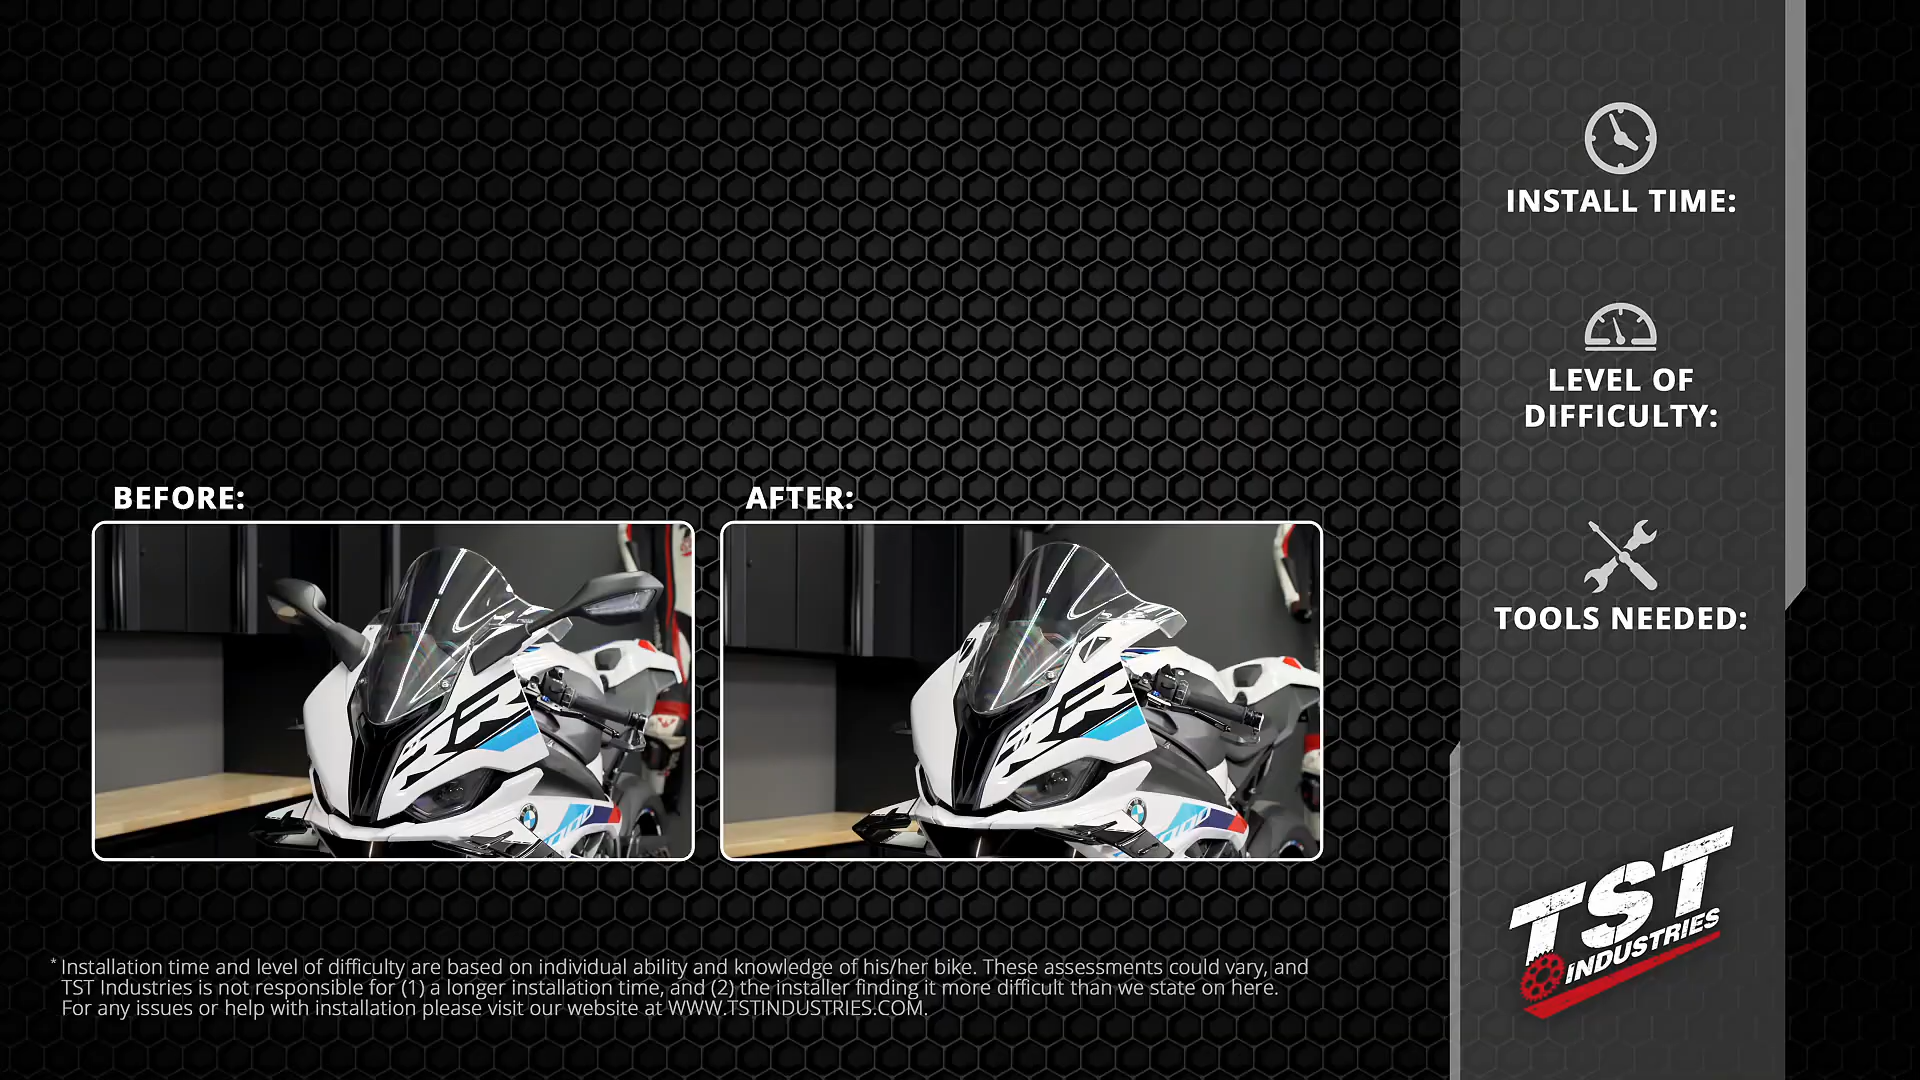 INSTALL TIME:
LEVEL OF
DIFFICULTY:
TOOLS NEEDED:
BEFORE:
AFTER:
RR
RR
TST
INDUSTRIES
* Installation time and level of difficulty are based on individual ability and knowledge of his/her bike. These assessments could vary, and
TST Industries is not responsible for (1) a longer installation time, and (2) the installer finding it more difficult than we state on here.
For any issues or help with installation please visit our website at WWW.TSTINDUSTRIES.COM.